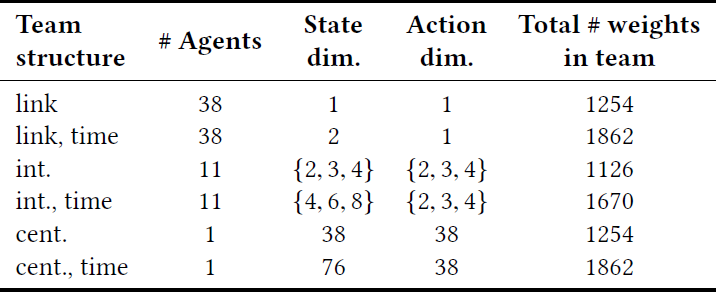 Team structure # Agents State dim. Action dim. Total # weights in team
link 38 1 1 1254
link, time 38 2 1 1862
int. 11 {2, 3, 4} {2, 3, 4} 1126
int., time 11 {4, 6, 8} {2, 3, 4} 1670
cent. 1 38 38 1254
cent., time 1 76 38 1862